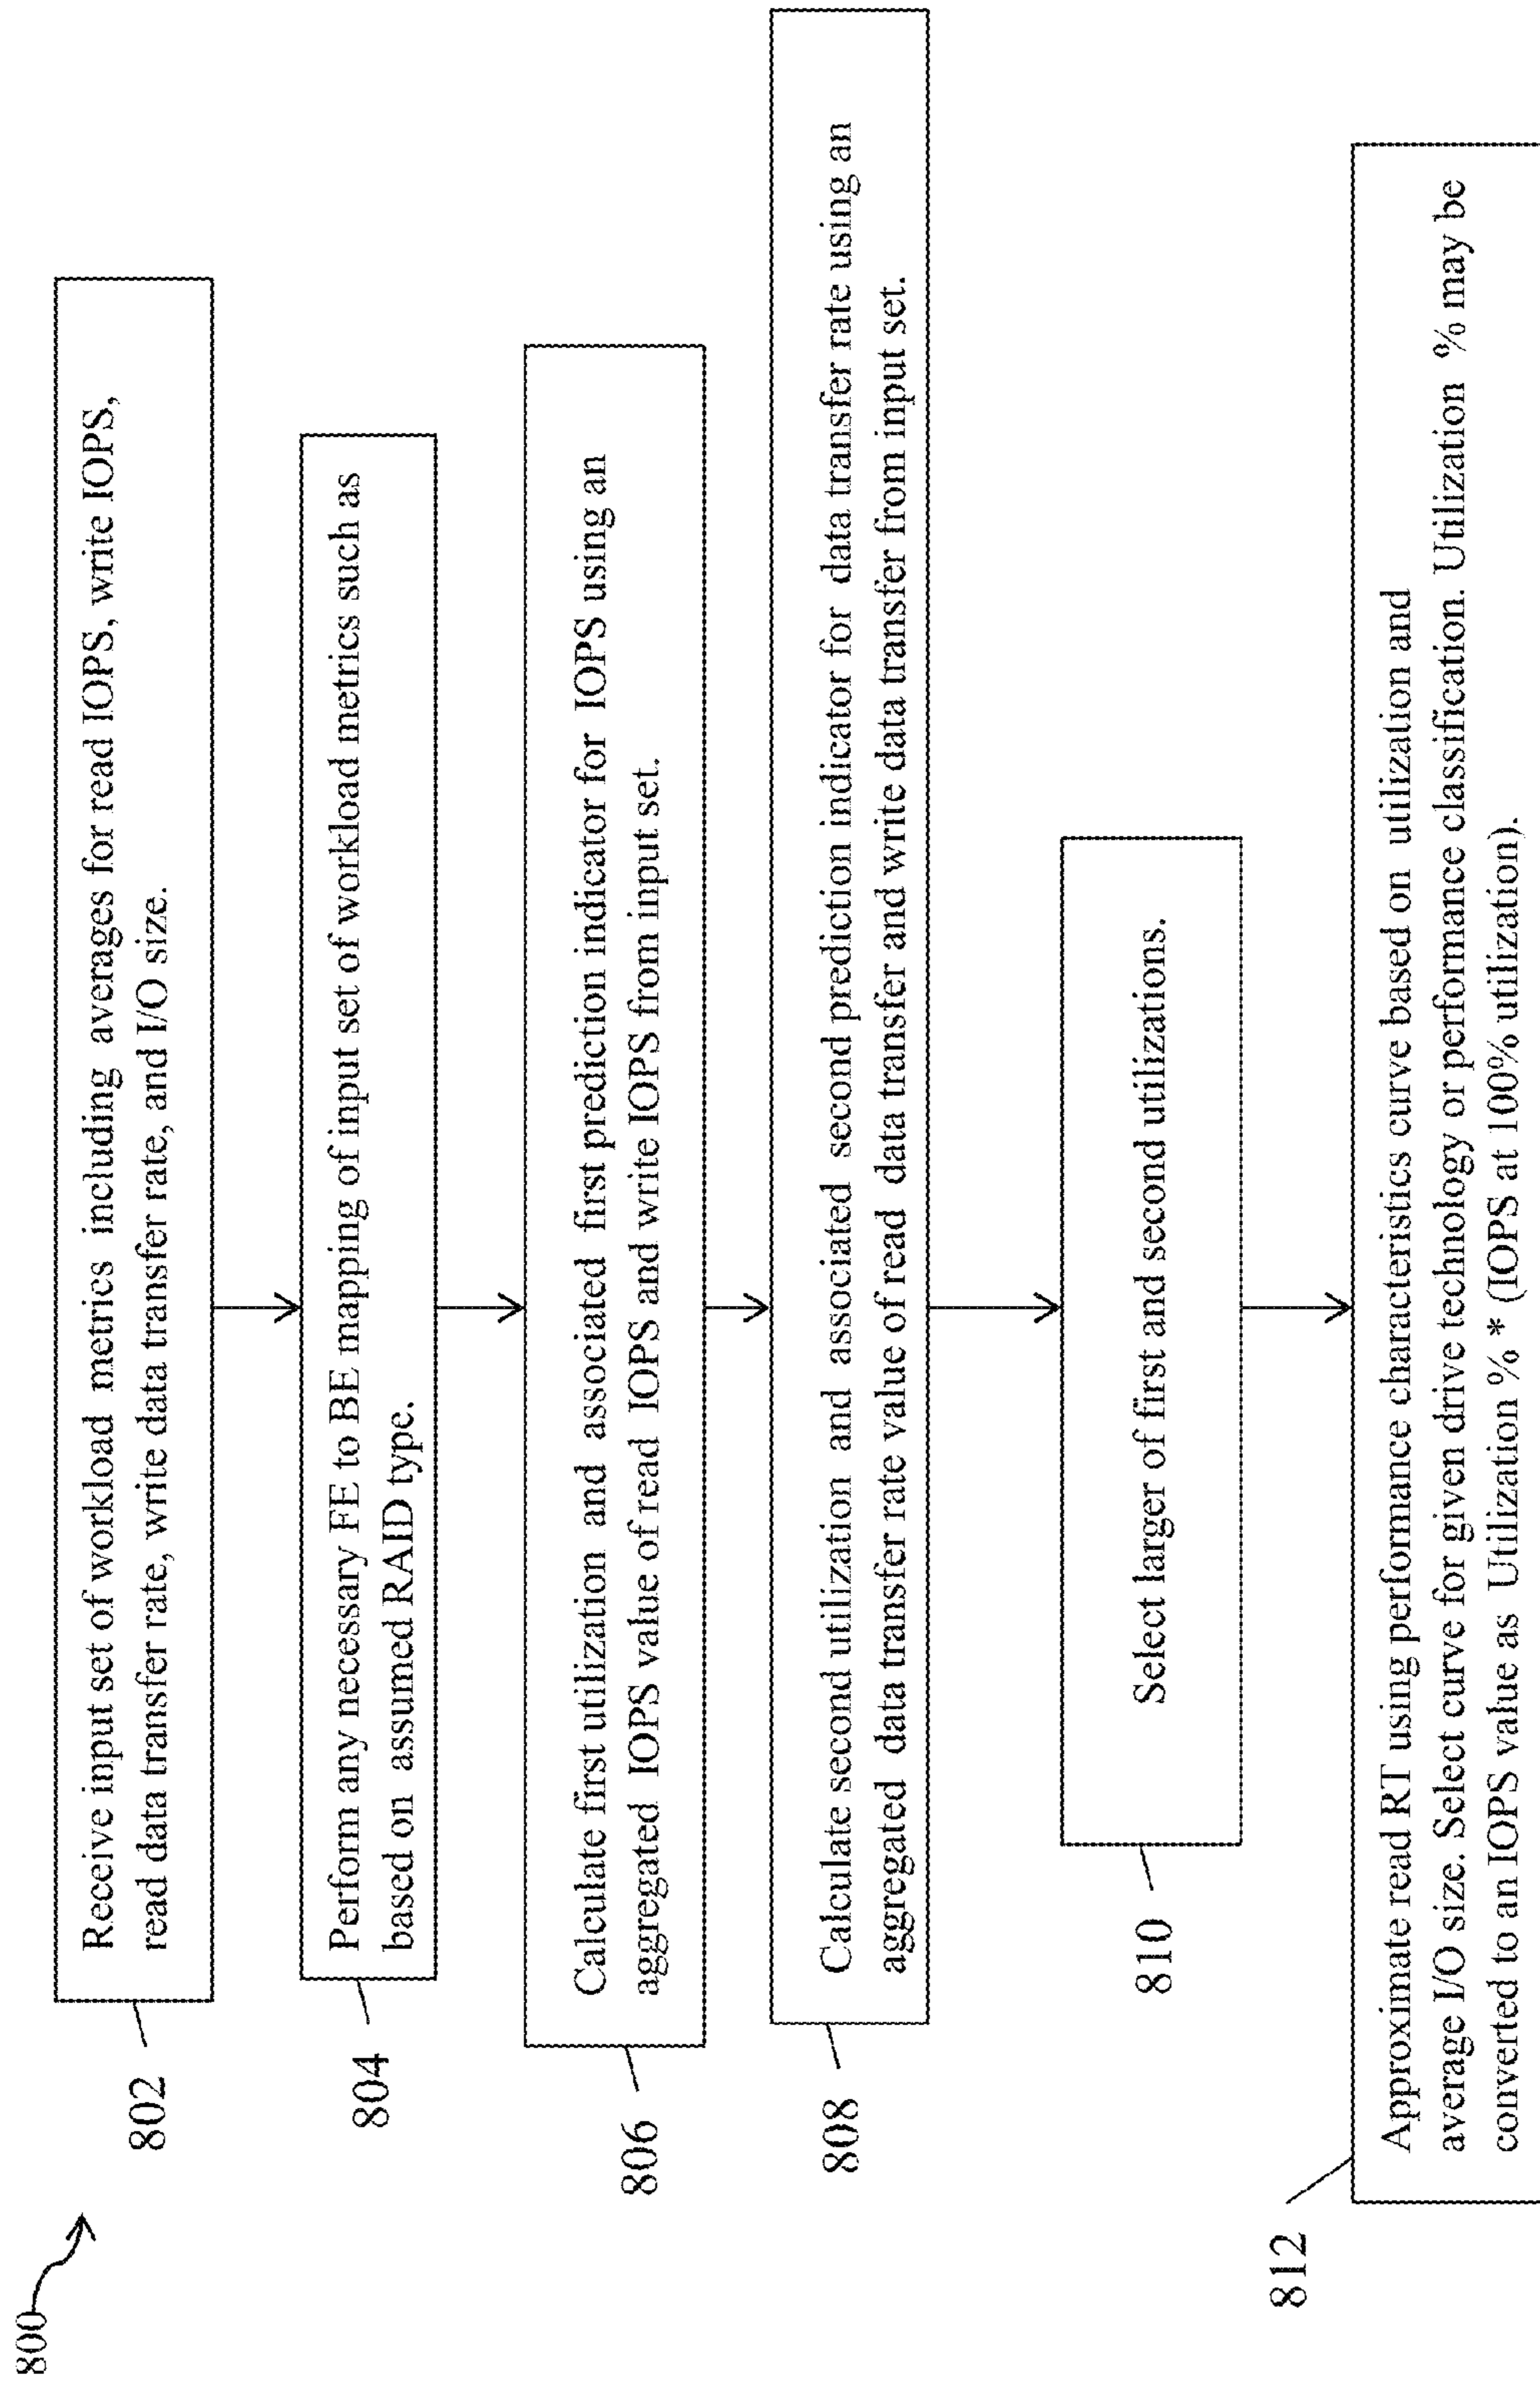 800
802
Receive input set of workload metrics including averages for read IOPS, write IOPS,
read data transfer rate, write data transfer rate, and I/O size.
804
Perform any necessary FE to BE mapping of input set of workload metrics such as
based on assumed RAID type.
806
Calculate first utilization and associated first prediction indicator for IOPS using an
aggregated IOPS value of read IOPS and write IOPS from input set.
808
Calculate second utilization and associated second prediction indicator for data transfer rate using an
aggregated data transfer rate value of read data transfer and write data transfer from input set.
810
Select larger of first and second utilizations.
812
Approximate read RT using performance characteristics curve based on utilization and
average I/O size. Select curve for given drive technology or performance classification. Utilization % may be
converted to an IOPS value as Utilization % * (IOPS at 100% utilization).